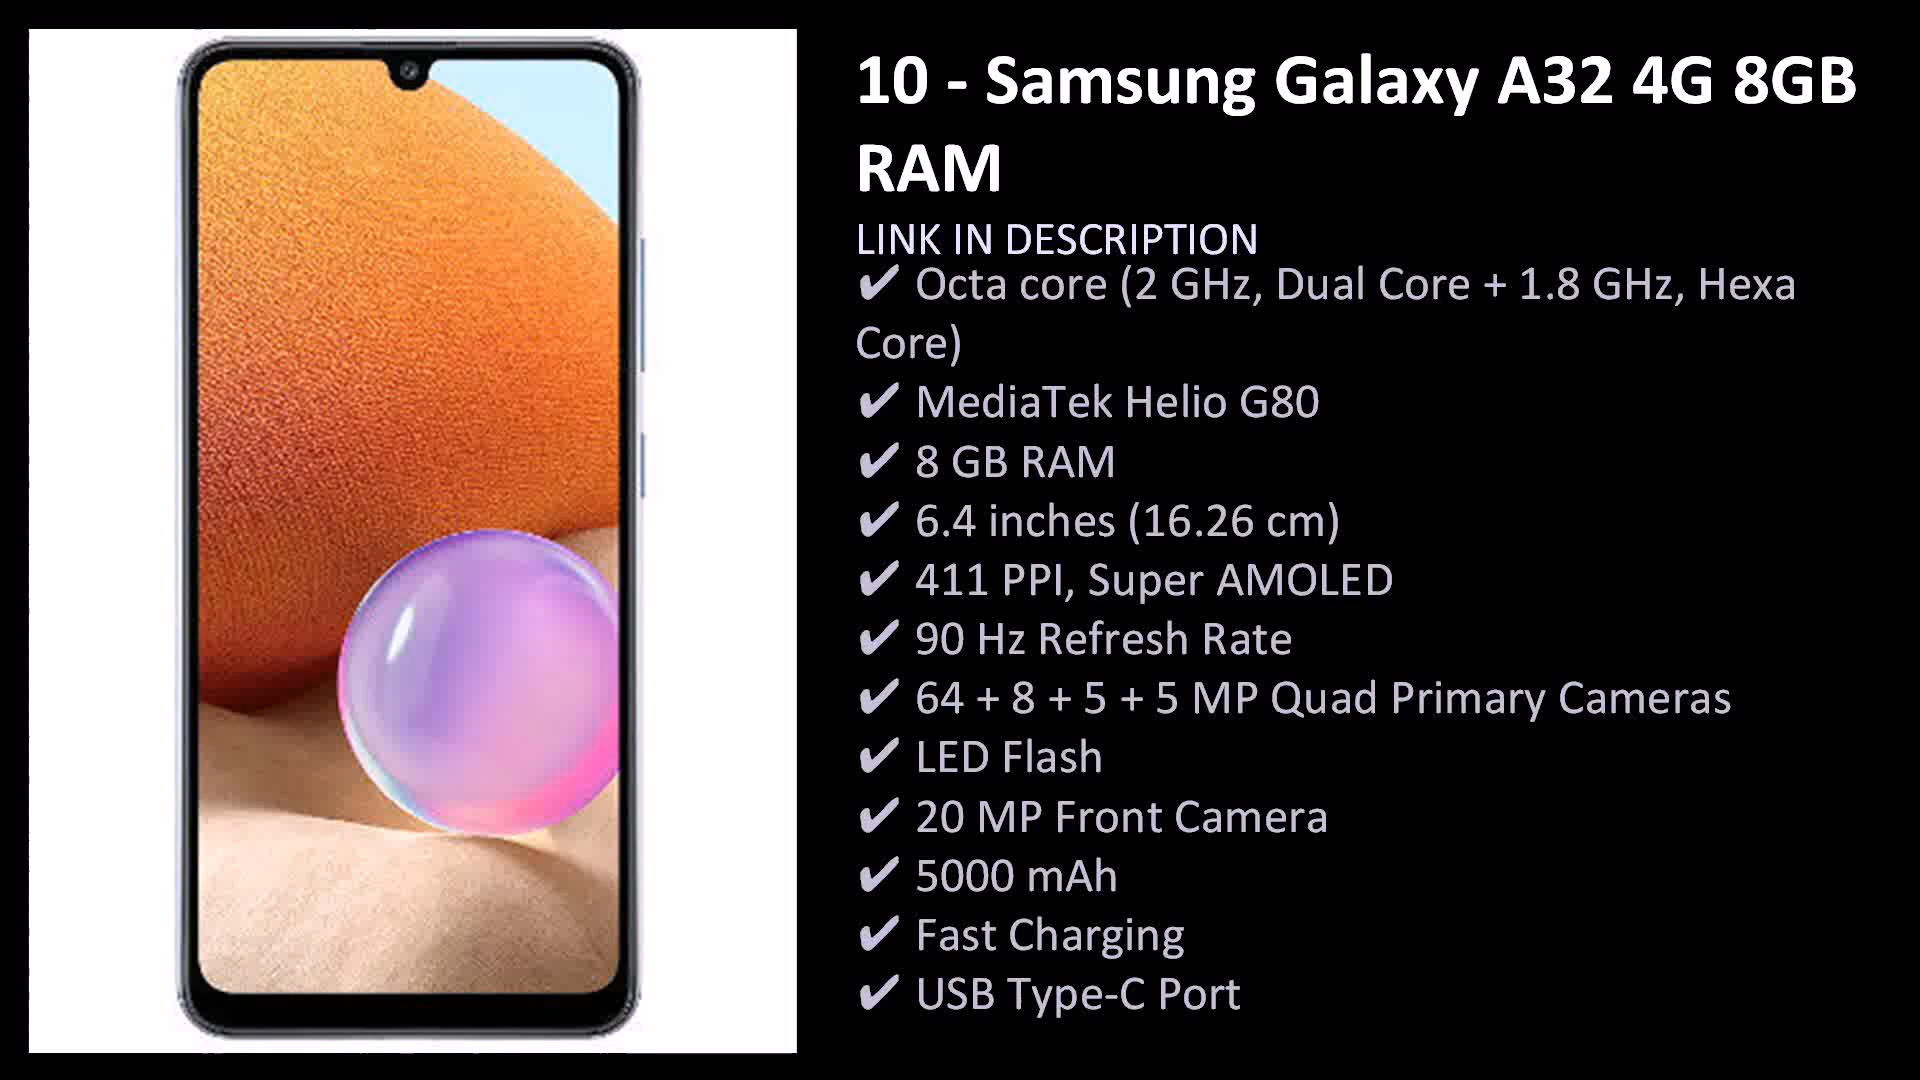 10 - Samsung Galaxy A32 4G 8GB
RAM
LINK IN DESCRIPTION
✔ Octa core (2 GHz, Dual Core + 1.8 GHz, Hexa
Core)
✔ MediaTek Helio G80
✔ 8 GB RAM
✔ 6.4 inches (16.26 cm)
✔ 411 PPI, Super AMOLED
✔ 90 Hz Refresh Rate
✔ 64 + 8 + 5 + 5 MP Quad Primary Cameras
✔ LED Flash
✔ 20 MP Front Camera
✔ 5000 mAh
✔ Fast Charging
✔ USB Type-C Port